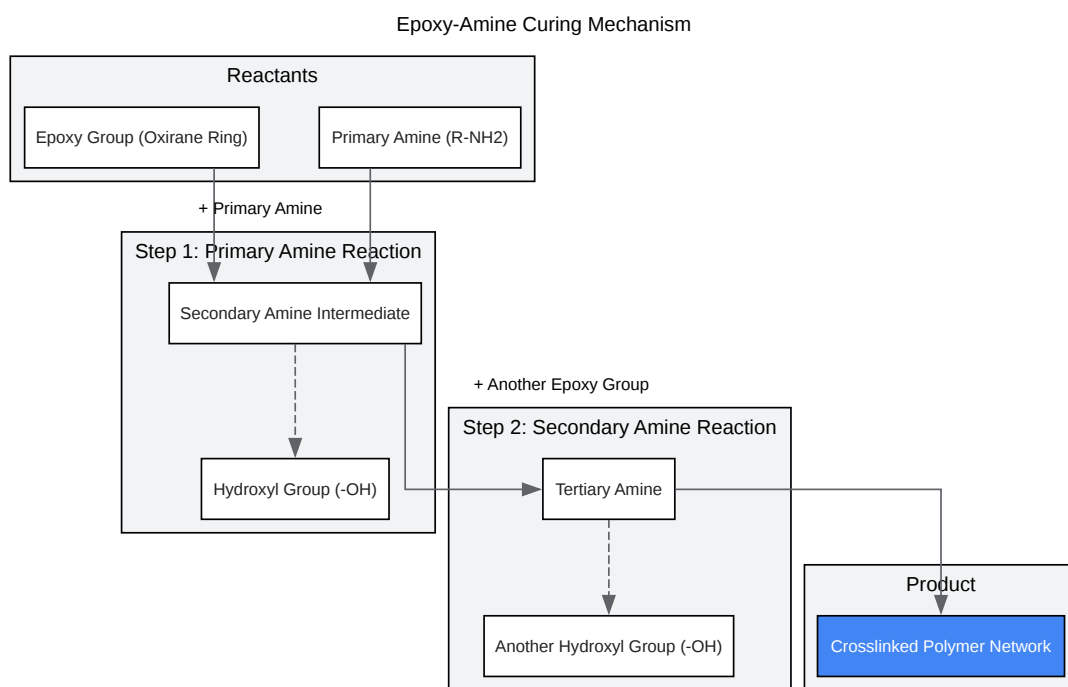 Epoxy-Amine Curing Mechanism
Reactants
Epoxy Group (Oxirane Ring)
Primary Amine (R-NH2)
+ Primary Amine
Step 1: Primary Amine Reaction
Secondary Amine Intermediate
Hydroxyl Group (-OH)
+ Another Epoxy Group
Step 2: Secondary Amine Reaction
Tertiary Amine
Another Hydroxyl Group (-OH)
Product
Crosslinked Polymer Network